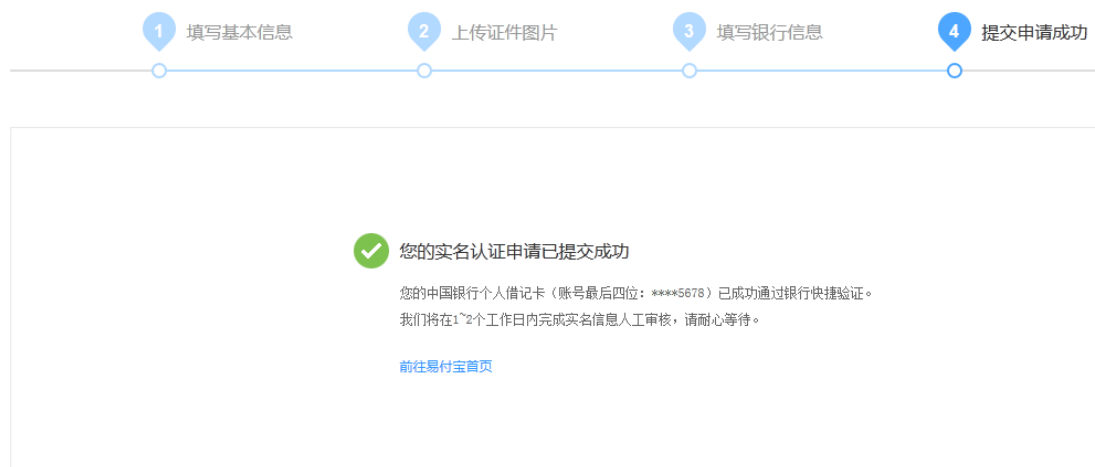 1 填写基本信息 2 上传证件图片 3 填写银行信息 4 提交申请成功
您的实名认证申请已提交成功
您的中国银行个人借记卡（账号最后四位：****5678）已成功通过银行快捷验证。
我们将在1~2个工作日内完成实名信息人工审核，请耐心等待。
前往易付宝首页